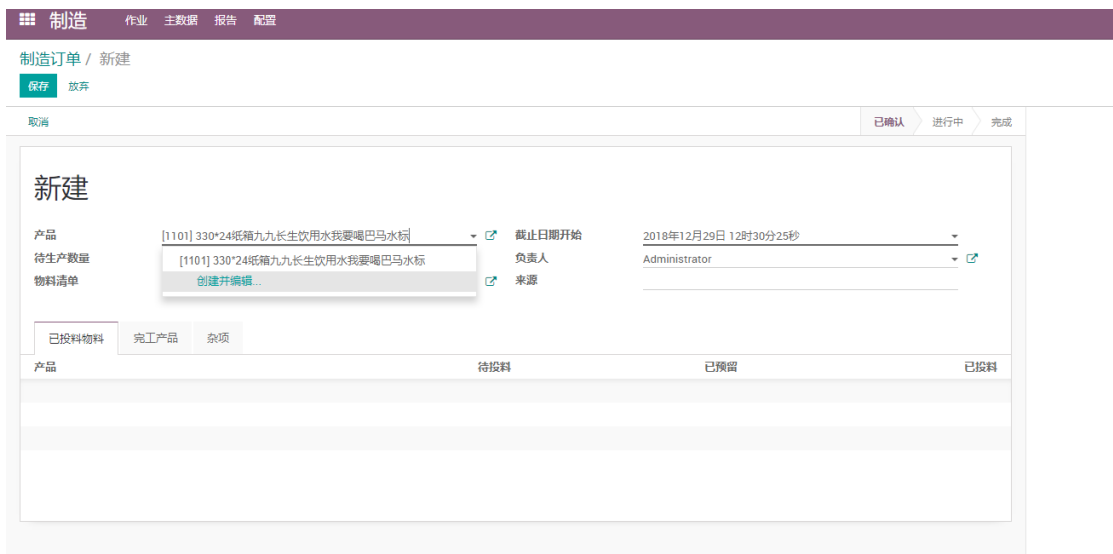 制造 作业 主数据 报告 配置
制造订单 / 新建
保存 放弃
取消 已确认 进行中 完成
新建
产品 [1101] 330*24纸箱九九长生饮用水我要喝巴马水标 截止日期开始 2018年12月29日 12时30分25秒
待生产数量 [1101] 330*24纸箱九九长生饮用水我要喝巴马水标 负责人 Administrator
物料清单 创建并编辑... 来源
已投料物料 完工产品 杂项
产品 待投料 已预留 已投料